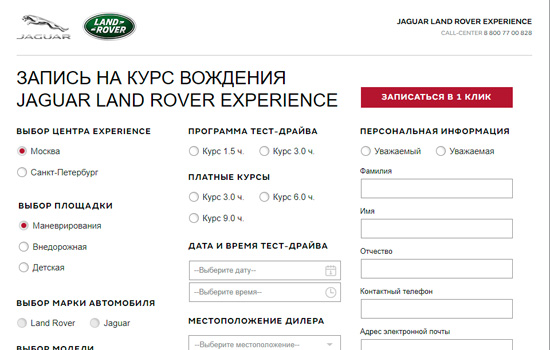 JAGUAR
LAND
ROVER
JAGUAR LAND ROVER EXPERIENCE
CALL-CENTER 8 800 77 00 828
ЗАПИСЬ НА КУРС ВОЖДЕНИЯ
JAGUAR LAND ROVER EXPERIENCE
ЗАПИСАТЬСЯ В 1 КЛИК
ВЫБОР ЦЕНТРА EXPERIENCE
Москва
Санкт-Петербург
ВЫБОР ПЛОЩАДКИ
Маневрирования
Внедорожная
Детская
ВЫБОР МАРКИ АВТОМОБИЛЯ
Land Rover Jaguar
ВЫБОР МОДЕЛИ
ПРОГРАММА ТЕСТ-ДРАЙВА
Курс 1.5 ч. Курс 3.0 ч.
ПЛАТНЫЕ КУРСЫ
Курс 3.0 ч. Курс 6.0 ч.
Курс 9.0 ч.
ДАТА И ВРЕМЯ ТЕСТ-ДРАЙВА
--Выберите дату--
--Выберите время--
МЕСТОПОЛОЖЕНИЕ ДИЛЕРА
--Выберите местоположение--
ПЕРСОНАЛЬНАЯ ИНФОРМАЦИЯ
Уважаемый Уважаемая
Фамилия
Имя
Отчество
Контактный телефон
Адрес электронной почты